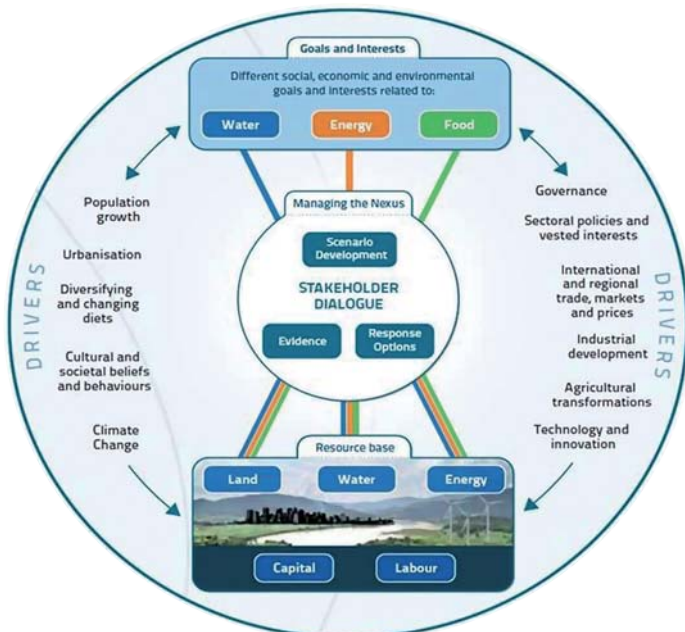 Goals and Interests
Different social, economic and environmental
goals and interests related to:
Water
Energy
Food
Managing the Nexus
Scenario
Development
STAKEHOLDER
DIALOGUE
Evidence
Response
Options
DRIVERS
Population
growth
Urbanisation
Diversifying
and changing
diets
Cultural and
societal beliefs
and behaviours
Climate
Change
Governance
Sectoral policies and
vested interests
International
and regional
trade, markets
and prices
Industrial
development
Agricultural
transformations
Technology and
innovation
DRIVERS
Resource base
Land
Water
Energy
Capital
Labour